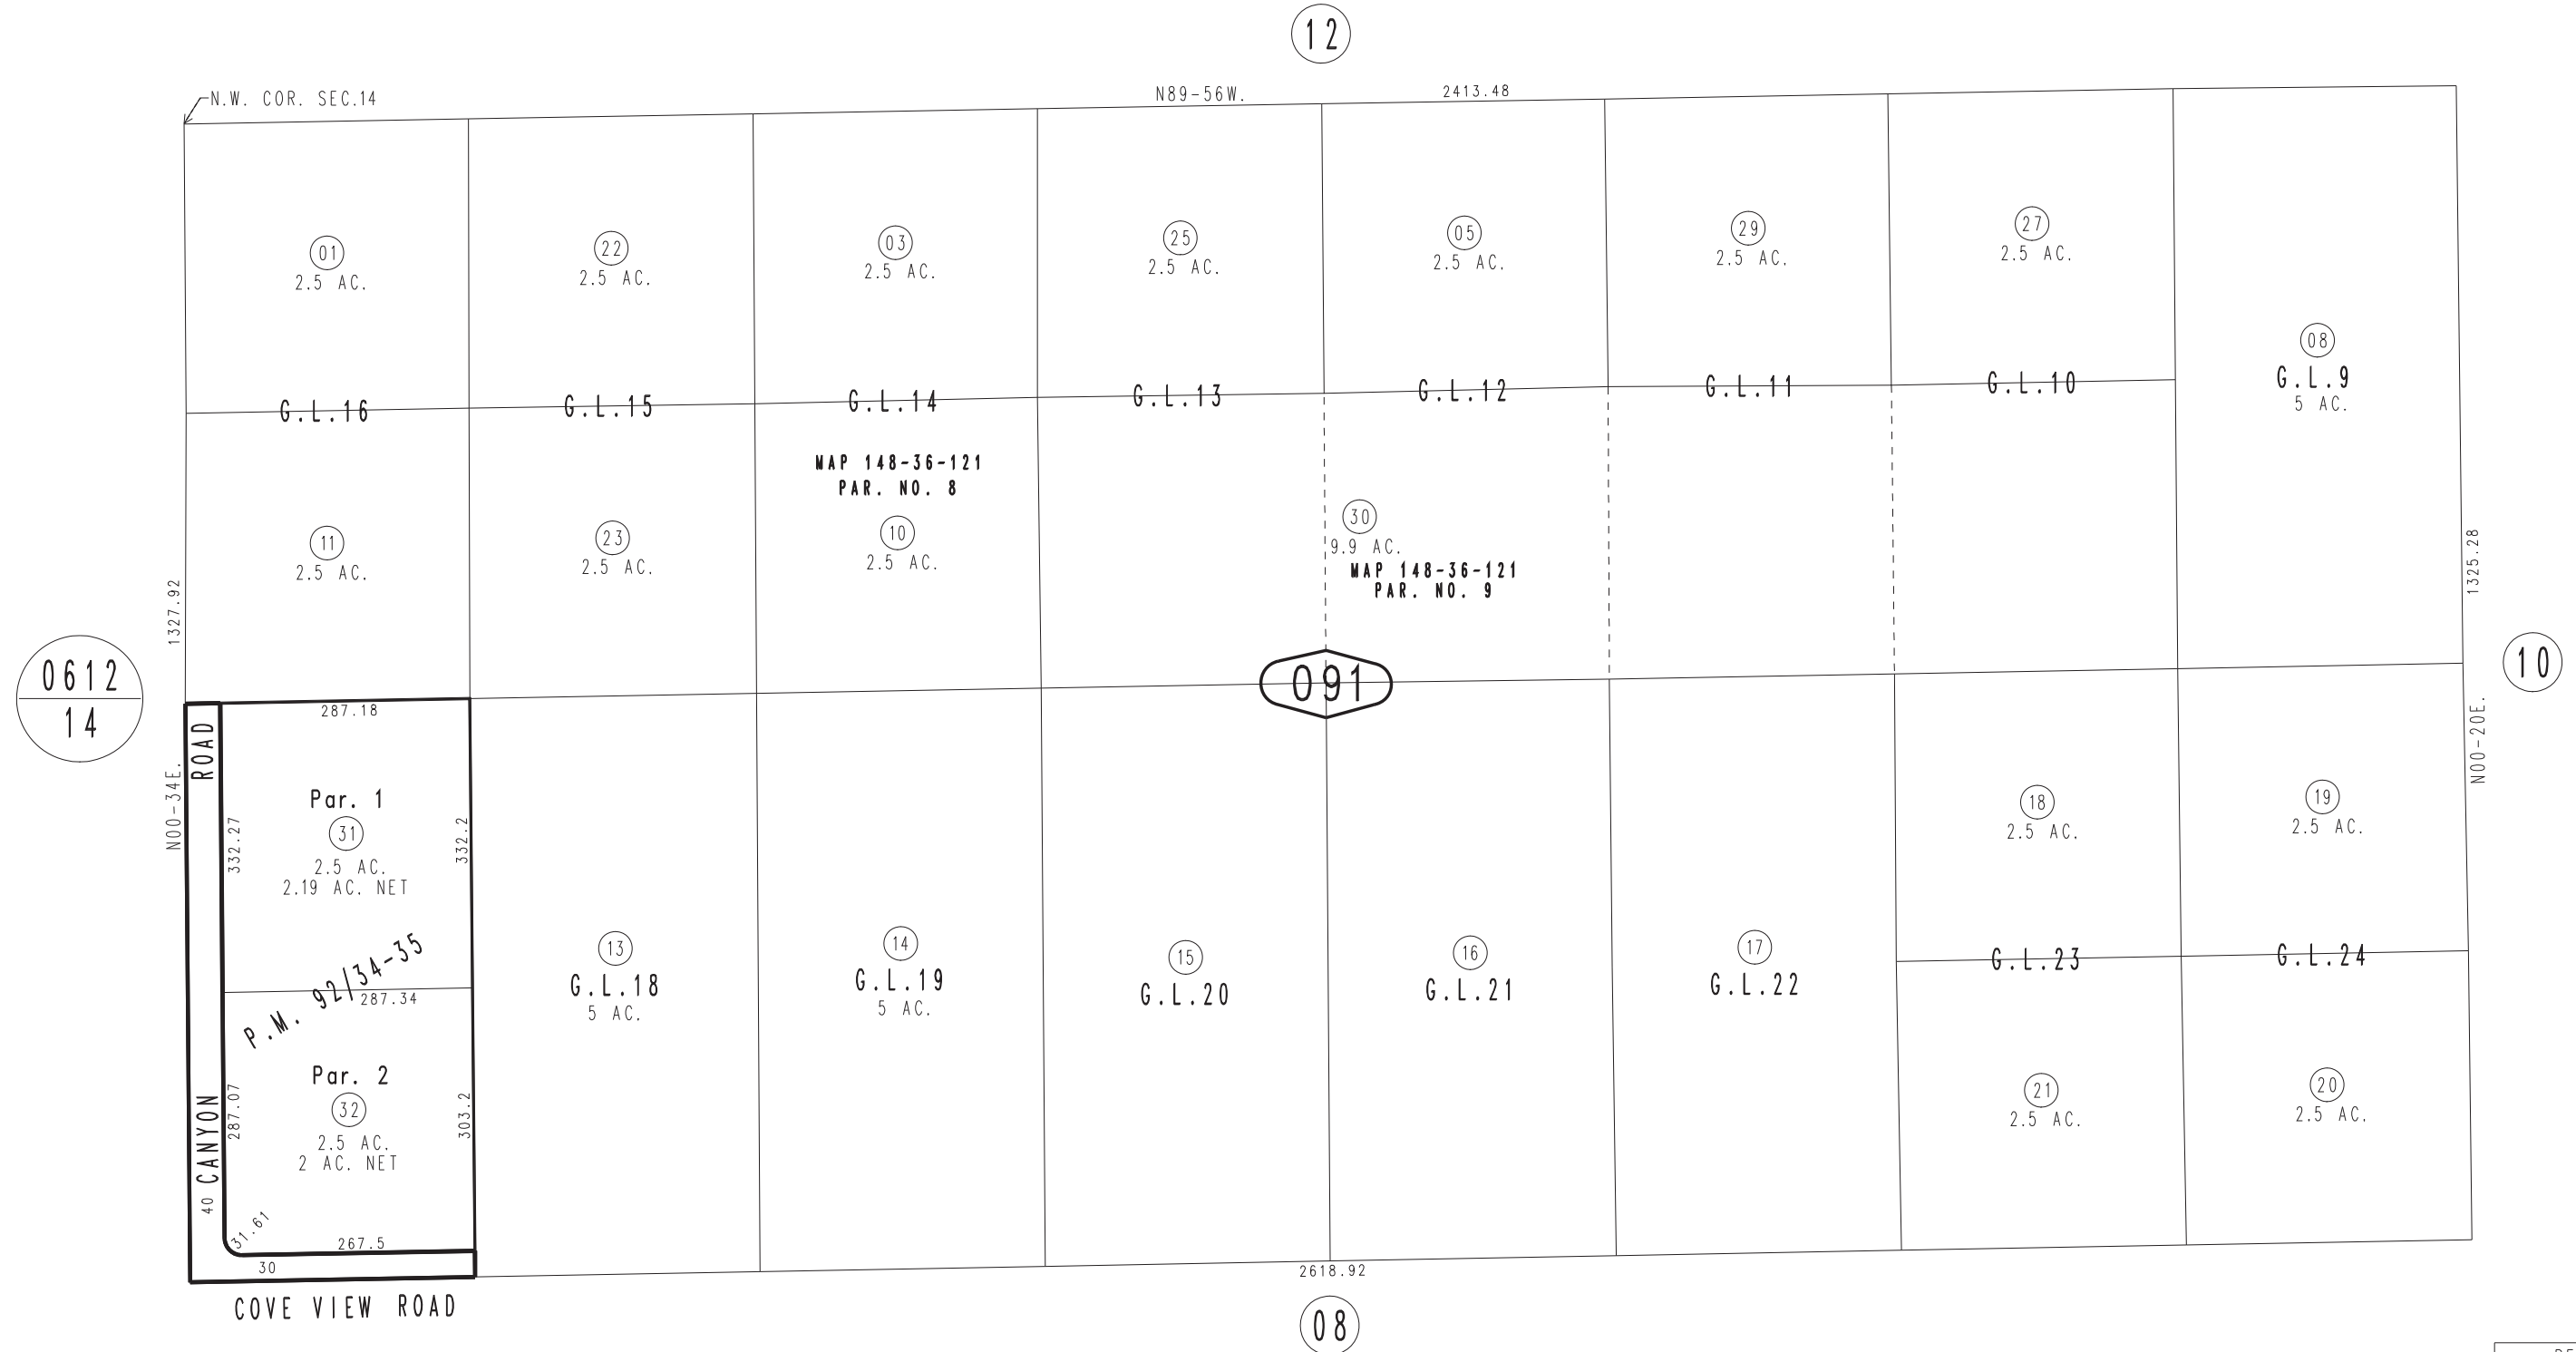 12
N.W. COR. SEC.14
N89-56W.
2413.48
01
2.5 AC.
22
2.5 AC.
03
2.5 AC.
25
2.5 AC.
05
2.5 AC.
29
2.5 AC.
27
2.5 AC.
08
G.L.9
5 AC.
G.L.16
G.L.15
G.L.14
G.L.13
G.L.12
G.L.11
G.L.10
MAP 148-36-121
PAR. NO. 8
11
2.5 AC.
23
2.5 AC.
10
2.5 AC.
30
9.9 AC.
MAP 148-36-121
PAR. NO. 9
1327.92
1325.28
0612
14
091
10
N00-34E.
N00-20E.
ROAD
287.18
Par. 1
31
2.5 AC.
2.19 AC. NET
332.27
332.2
18
2.5 AC.
19
2.5 AC.
P.M. 92/34-35
287.34
13
G.L.18
5 AC.
14
G.L.19
5 AC.
15
G.L.20
16
G.L.21
17
G.L.22
G.L.23
G.L.24
Par. 2
32
2.5 AC.
2 AC. NET
287.07
303.2
21
2.5 AC.
20
2.5 AC.
40 CANYON
31.61
267.5
30
COVE VIEW ROAD
2618.92
08